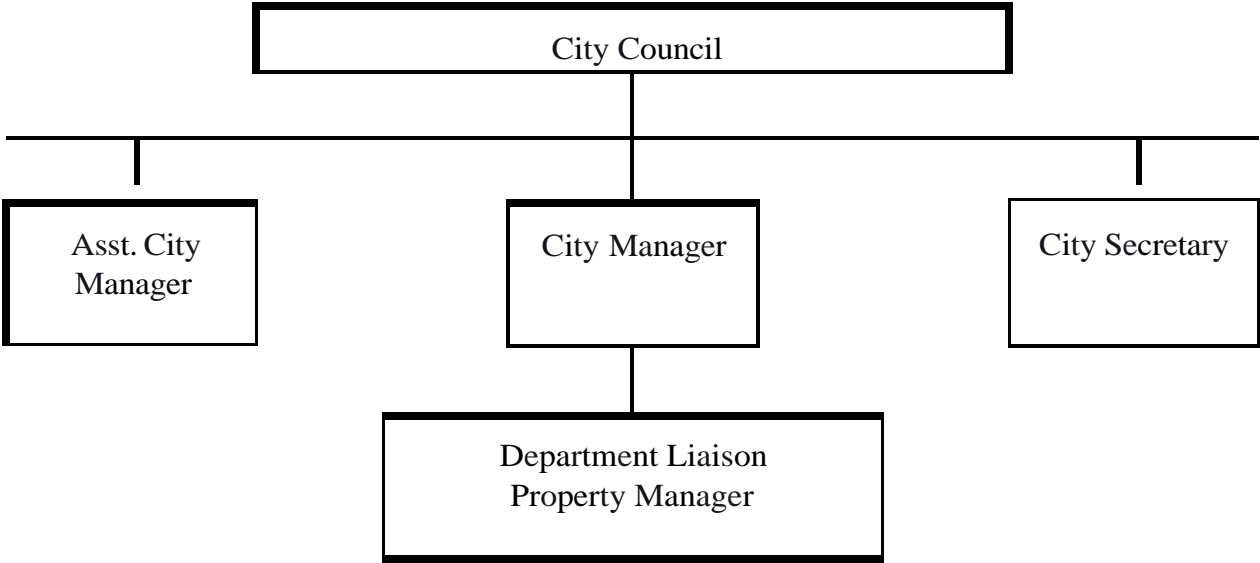 City Council
Asst. City
Manager
City Manager
City Secretary
Department Liaison
Property Manager